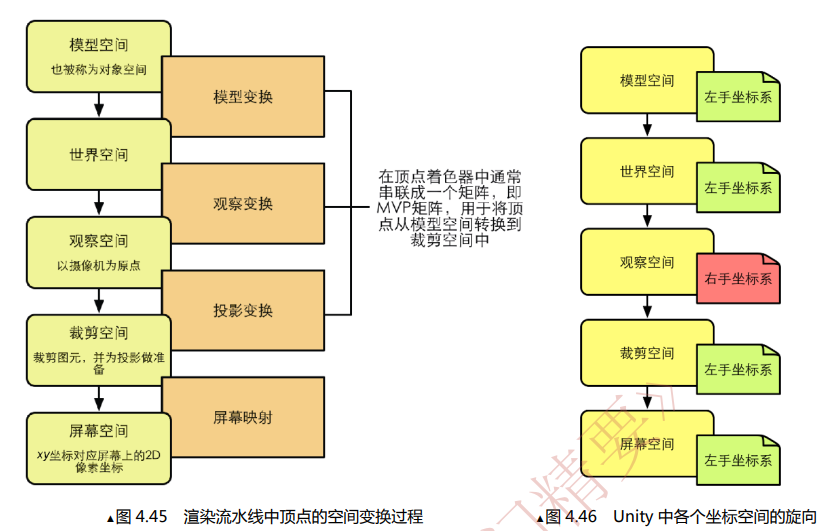 模型空间
也被称为对象空间
模型变换
世界空间
观察变换
观察空间
以摄像机为原点
投影变换
裁剪空间
裁剪图元，并为投影做准
备
屏幕映射
屏幕空间
xy坐标对应屏幕上的2D
像素坐标
在顶点着色器中通常
串联成一个矩阵，即
MVP矩阵，用于将顶
点从模型空间转换到
裁剪空间中
▲图 4.45 渲染流水线中顶点的空间变换过程
模型空间
左手坐标系
世界空间
左手坐标系
观察空间
右手坐标系
裁剪空间
左手坐标系
屏幕空间
左手坐标系
▲图 4.46 Unity 中各个坐标空间的旋向
门精要》